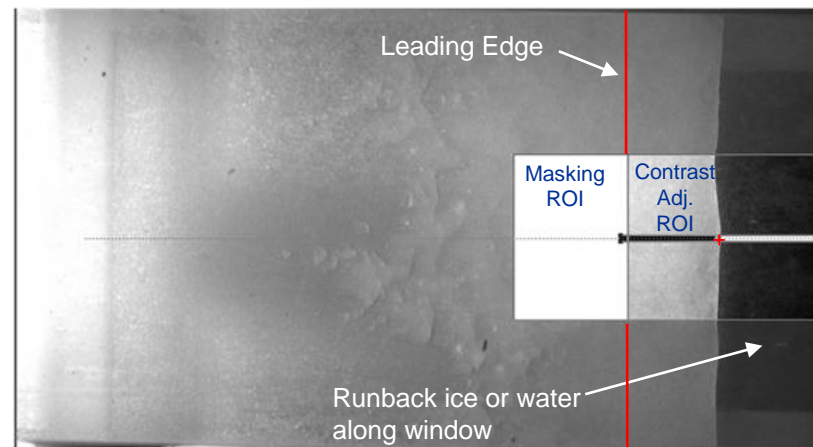 Leading Edge
Masking
ROI
Contrast
Adj.
ROI
Runback ice or water
along window